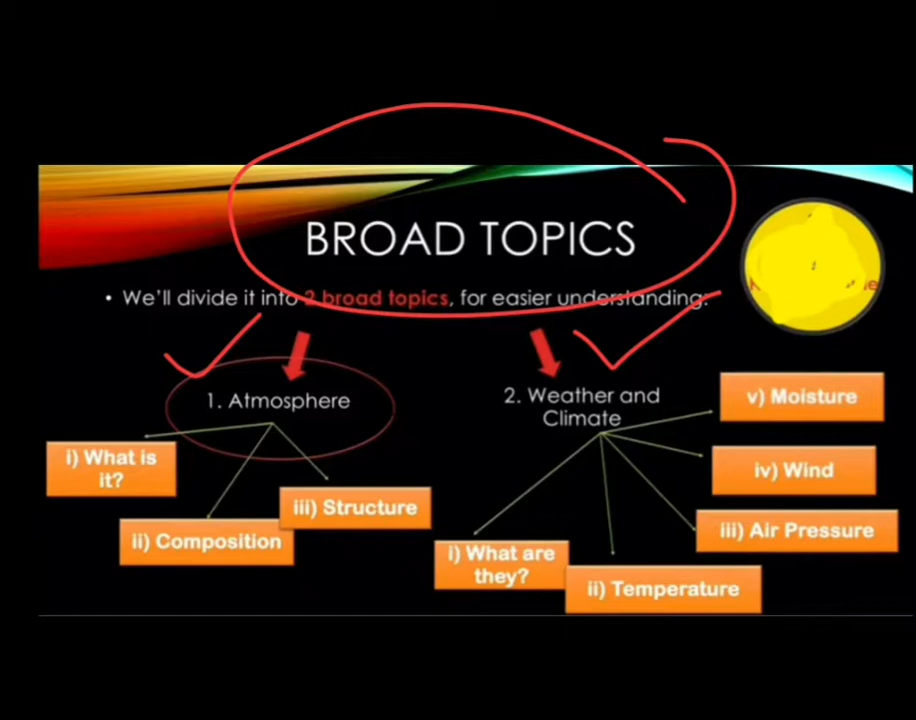 BROAD TOPICS
• We'll divide it into 2 broad topics, for easier understanding:
1. Atmosphere
i) What is
it?
ii) Composition
iii) Structure
2. Weather and
Climate
i) What are
they?
ii) Temperature
iii) Air Pressure
iv) Wind
v) Moisture